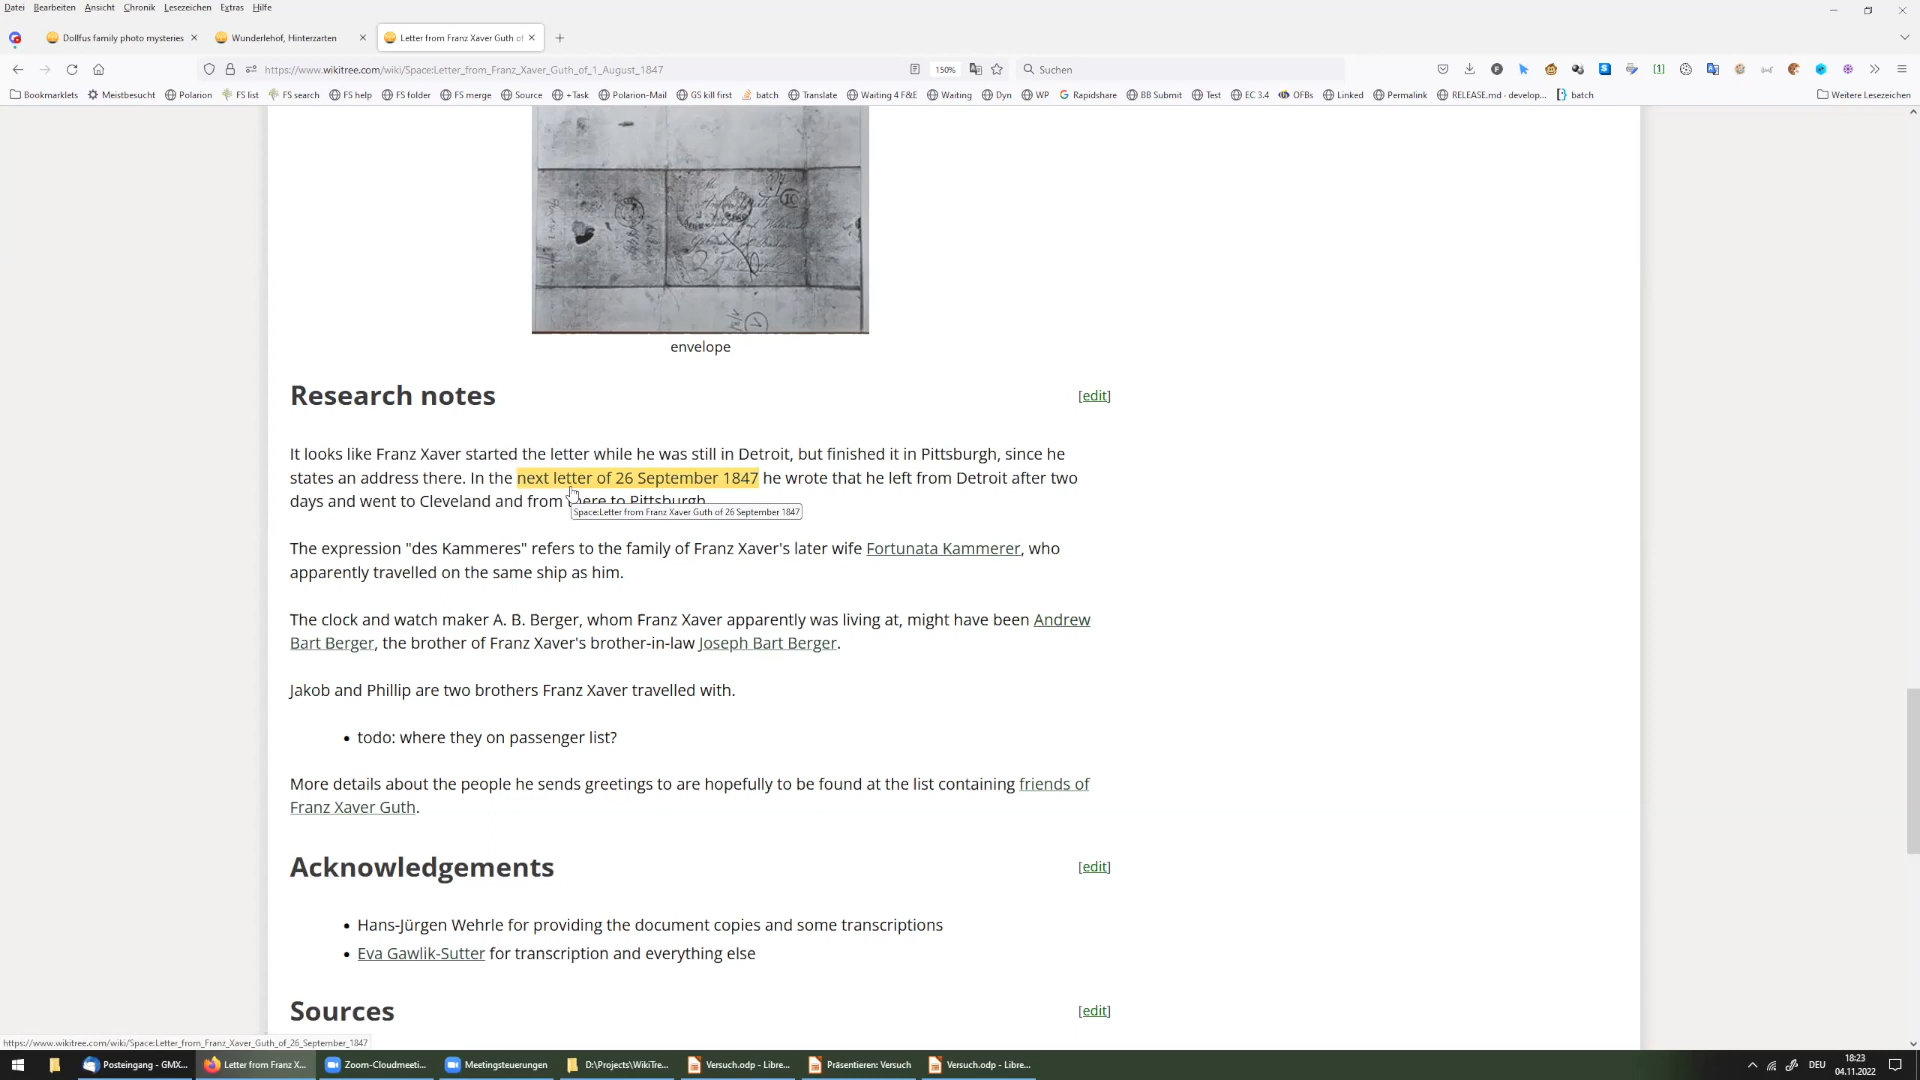 Datei Bearbeiten Ansicht Chronik Lesezeichen Extras Hilfe
Dollfus family photo mysteries
Wunderlehof, Hinterzarten
Letter from Franz Xaver Guth of
https://www.wikitree.com/wiki/Space:Letter_from_Franz_Xaver_Guth_of_1_August_1847
150%
Suchen
Bookmarklets Meistbesucht Polarion FS list FS search FS help FS folder FS merge Source +Task Polarion-Mail GS kill first batch Translate Waiting 4 F&E Waiting Dyn WP Rapidshare BB Submit Test EC 3.4 OFBs Linked Permalink RELEASE.md - develop... batch Weitere Lesezeichen
envelope
Research notes
[edit]
It looks like Franz Xaver started the letter while he was still in Detroit, but finished it in Pittsburgh, since he
states an address there. In the next letter of 26 September 1847 he wrote that he left from Detroit after two
days and went to Cleveland and from there to Pittsburgh.
Space:Letter from Franz Xaver Guth of 26 September 1847
The expression "des Kammeres" refers to the family of Franz Xaver's later wife Fortunata Kammerer, who
apparently travelled on the same ship as him.
The clock and watch maker A. B. Berger, whom Franz Xaver apparently was living at, might have been Andrew
Bart Berger, the brother of Franz Xaver's brother-in-law Joseph Bart Berger.
Jakob and Phillip are two brothers Franz Xaver travelled with.
• todo: where they on passenger list?
More details about the people he sends greetings to are hopefully to be found at the list containing friends of
Franz Xaver Guth.
Acknowledgements
[edit]
• Hans-Jürgen Wehrle for providing the document copies and some transcriptions
• Eva Gawlik-Sutter for transcription and everything else
Sources
[edit]
https://www.wikitree.com/wiki/Space:Letter_from_Franz_Xaver_Guth_of_26_September_1847
Posteingang - GMX... Letter from Franz X... Zoom-Cloudmeeti... Meetingsteuerungen D:\Projects\WikiTre... Versuch.odp - Libre... Präsentieren: Versuch Versuch.odp - Libre...
DEU
18:23
04.11.2022